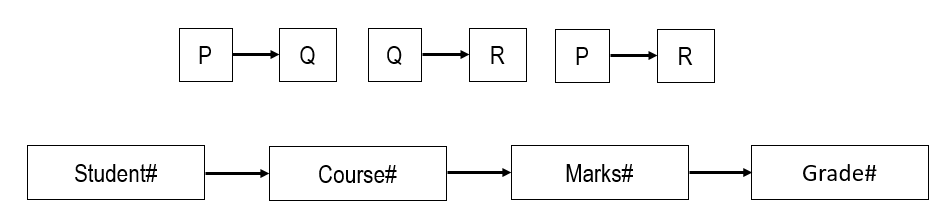 P Q Q R P R
Student# Course# Marks# Grade#